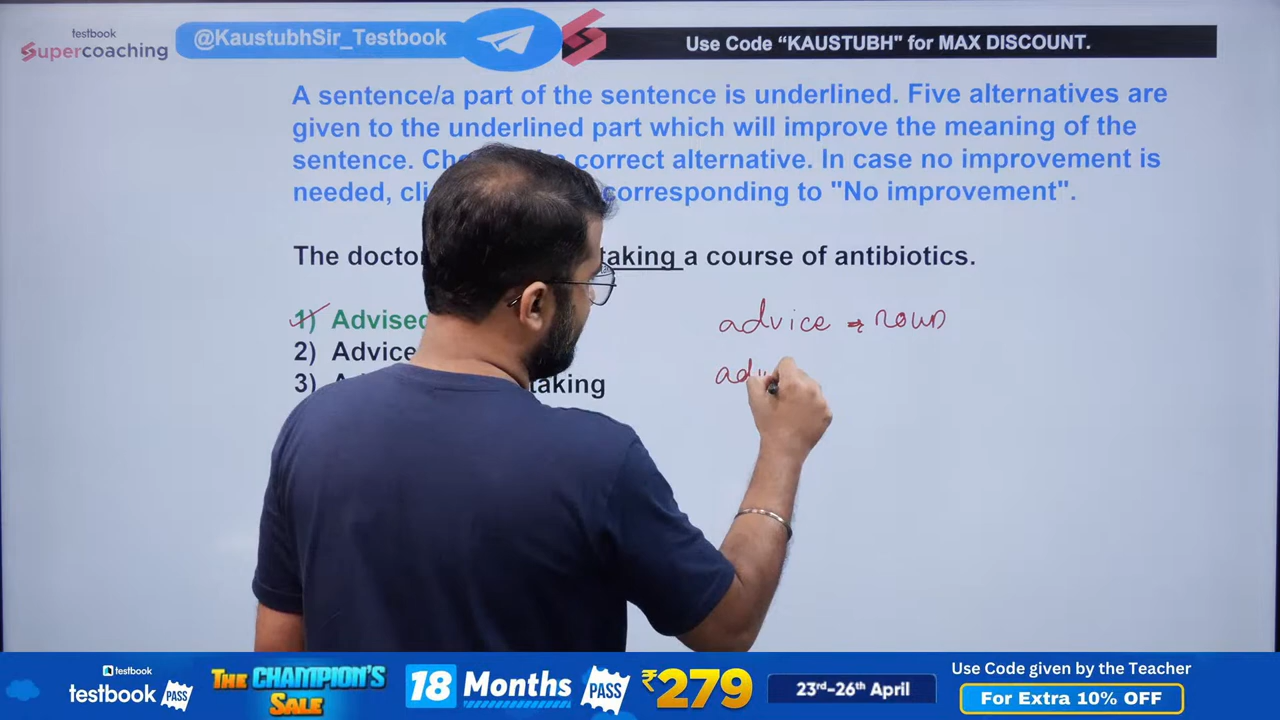 testbook
Supercoaching
@KaustubhSir_Testbook
Use Code “KAUSTUBH" for MAX DISCOUNT.
A sentence/a part of the sentence is underlined. Five alternatives are
given to the underlined part which will improve the meaning of the
sentence. correct alternative. In case no improvement is
needed, corresponding to "No improvement".
The taking a course of antibiotics.
1)
2) Advice
3) taking
advice → noun
testbook
testbook PASS
THE CHAMPION'S
SALE
18 Months PASS ₹279
23rd-26th April
Use Code given by the Teacher
For Extra 10% OFF